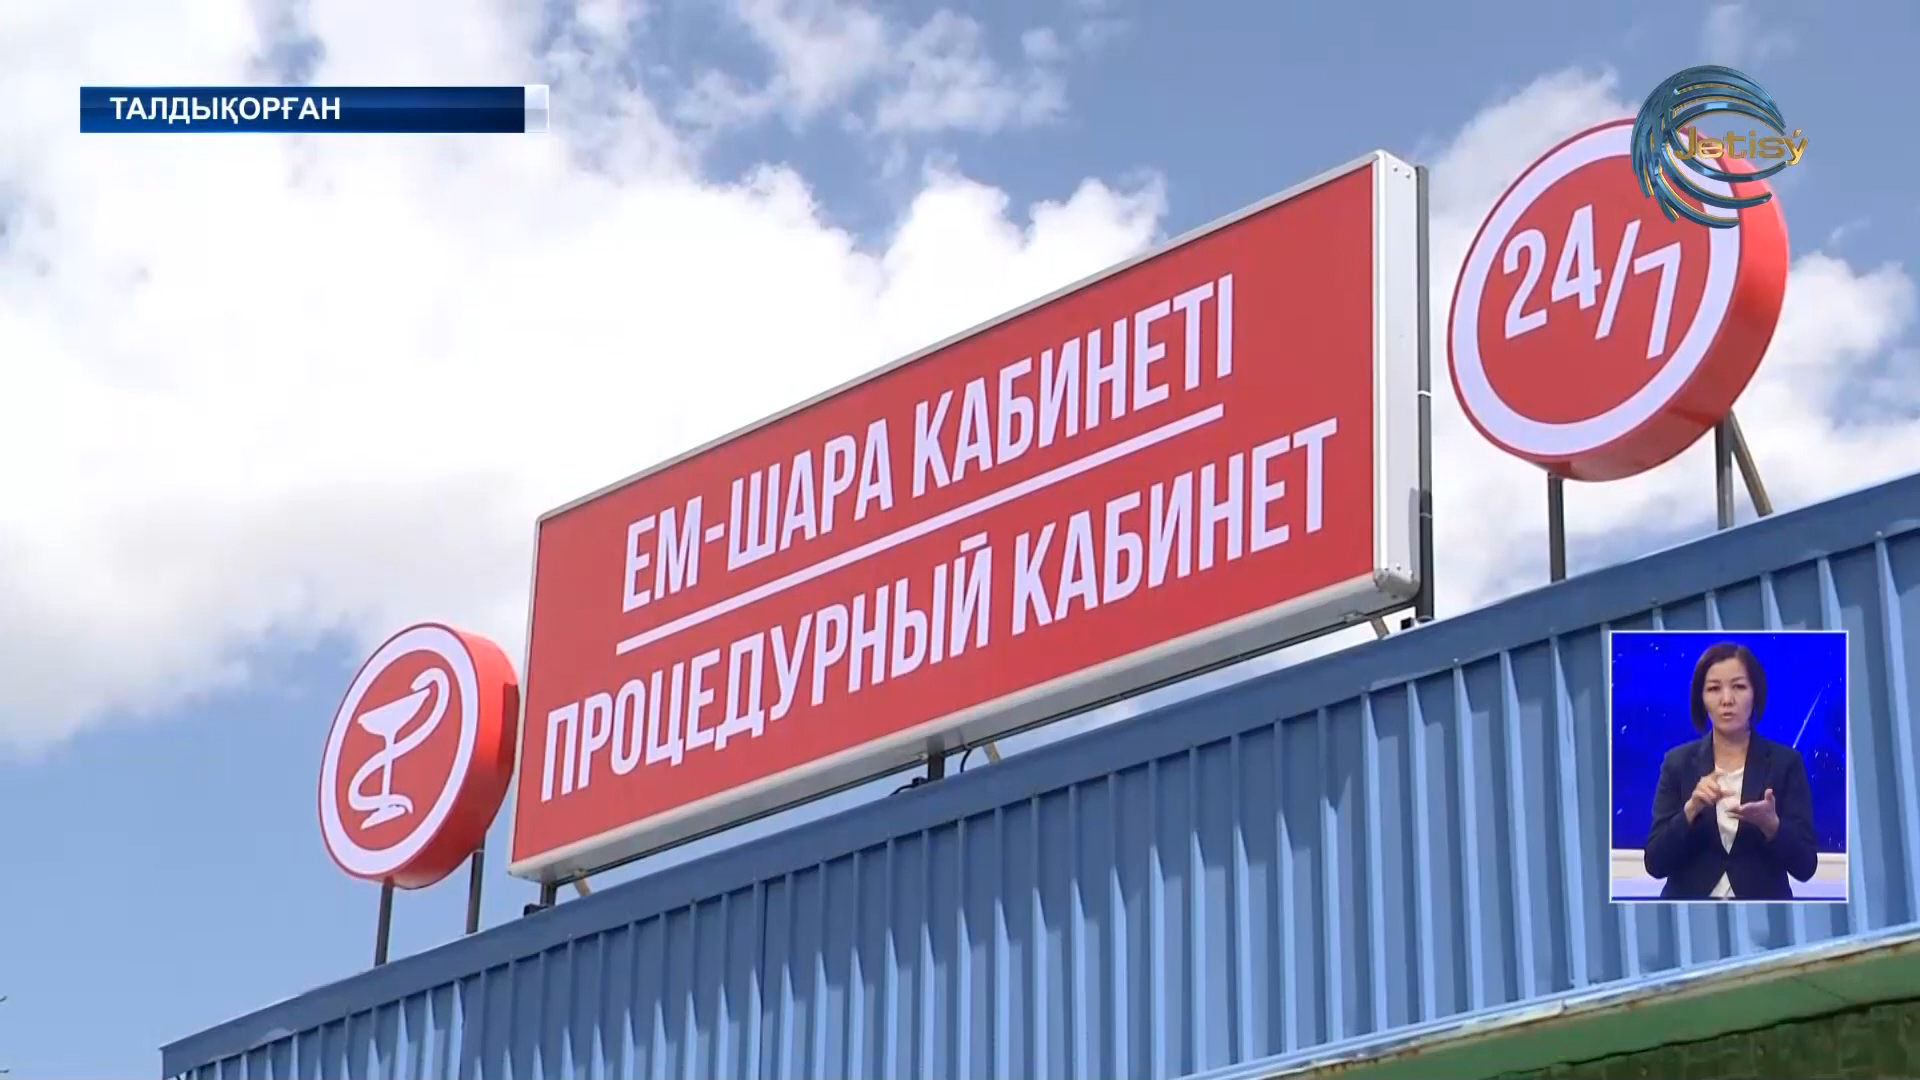 ТАЛДЫҚОРҒАН
Jetisý
24/7
ЕМ-ШАРА КАБИНЕТІ
ПРОЦЕДУРНЫЙ КАБИНЕТ